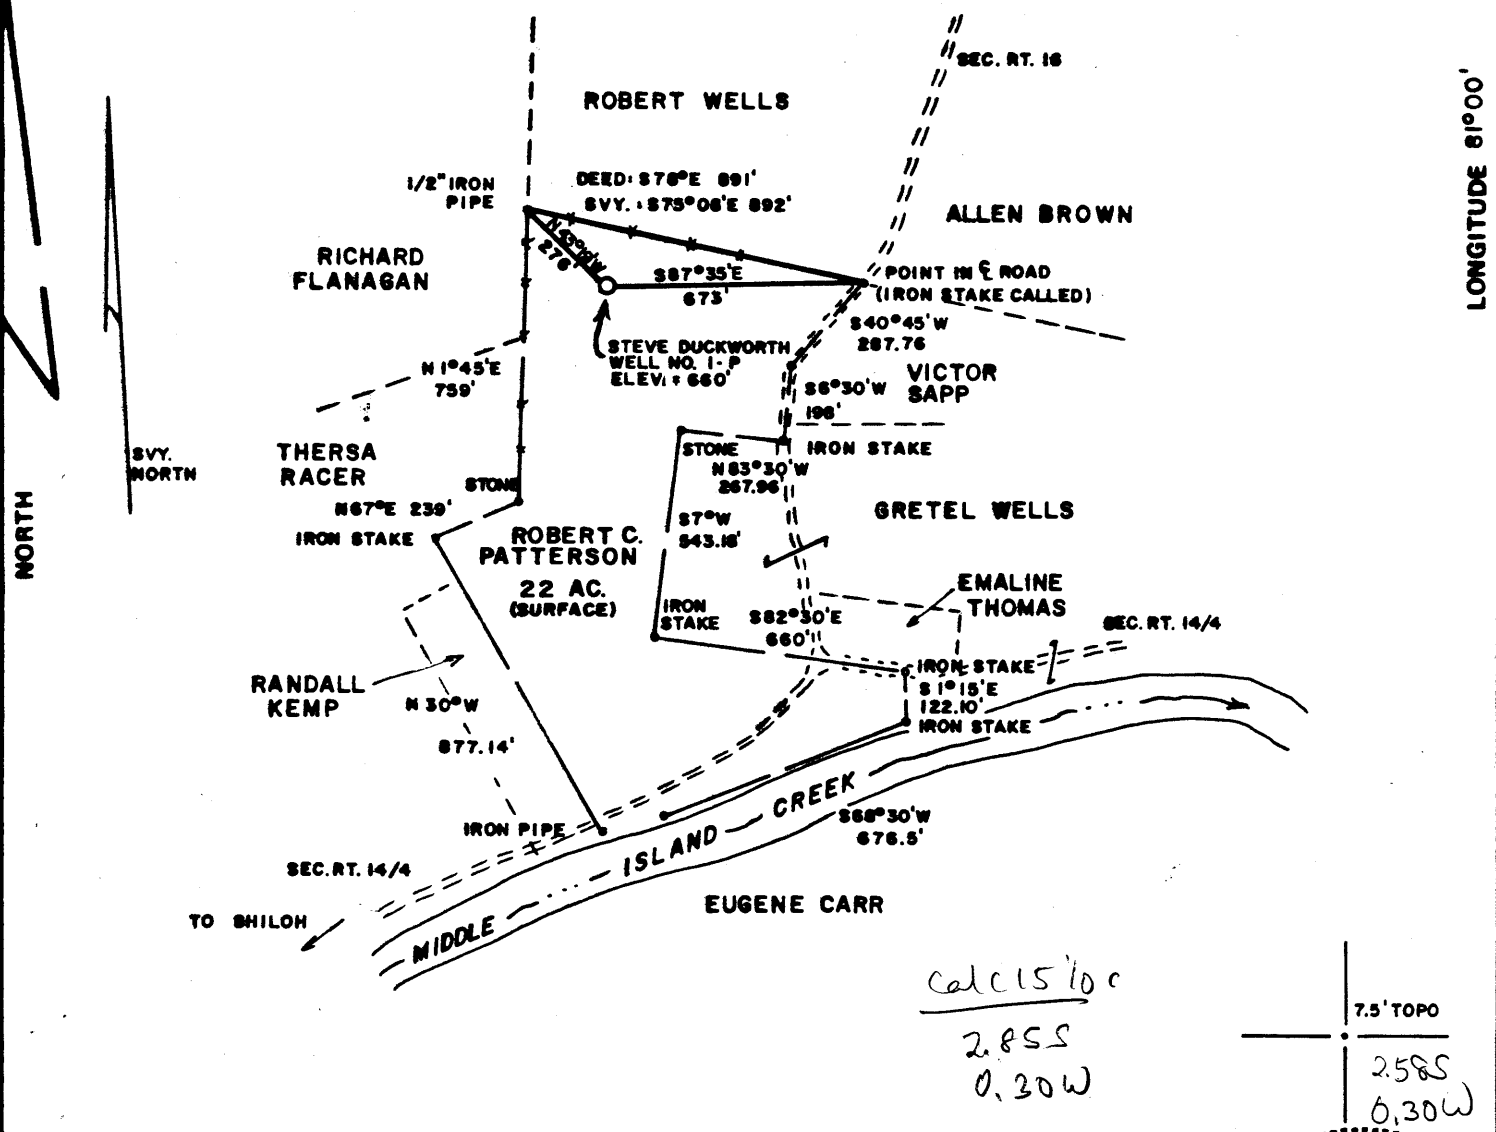 SEC. RT. 16
LONGITUDE 81°00'
ROBERT WELLS
DEED: S78°E 891'
SVY. : S75°06'E 892'
1/2" IRON
PIPE
ALLEN BROWN
RICHARD
FLANAGAN
276'
S87°35'E
673'
POINT IN ℄ ROAD
(IRON STAKE CALLED)
S40°45'W
287.76
STEVE DUCKWORTH
WELL NO. 1-P
ELEV. = 660'
N 1°45'E
759'
VICTOR
SAPP
S6°30'W
198'
THERSA
RACER
SVY.
NORTH
NORTH
STONE
IRON STAKE
N83°30'W
267.96'
STONE
N67°E 239'
IRON STAKE
ROBERT C.
PATTERSON
22 AC.
(SURFACE)
S7°W
543.18'
GRETEL WELLS
EMALINE
THOMAS
IRON
STAKE
S82°30'E
660'
SEC. RT. 14/4
IRON STAKE
S 1°15'E
122.10'
IRON STAKE
RANDALL
KEMP
N 30°W
877.14'
IRON PIPE
MIDDLE ISLAND CREEK
S68°30'W
676.5'
SEC. RT. 14/4
TO SHILOH
EUGENE CARR
2.85S
0.30W
7.5' TOPO
2.58S
0.30W